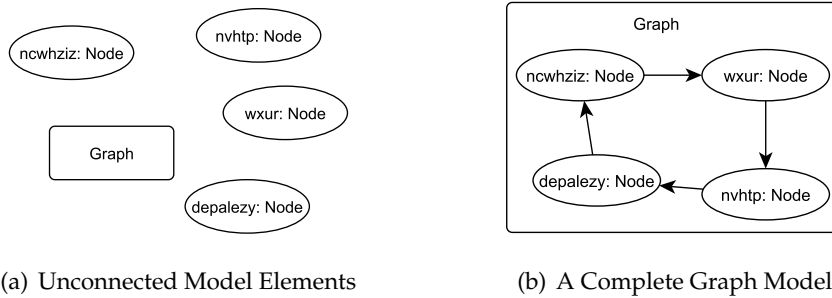 ncwhziz: Node
nvhtp: Node
wxur: Node
Graph
depalezy: Node
(a) Unconnected Model Elements
Graph
ncwhziz: Node
wxur: Node
depalezy: Node
nvhtp: Node
(b) A Complete Graph Model